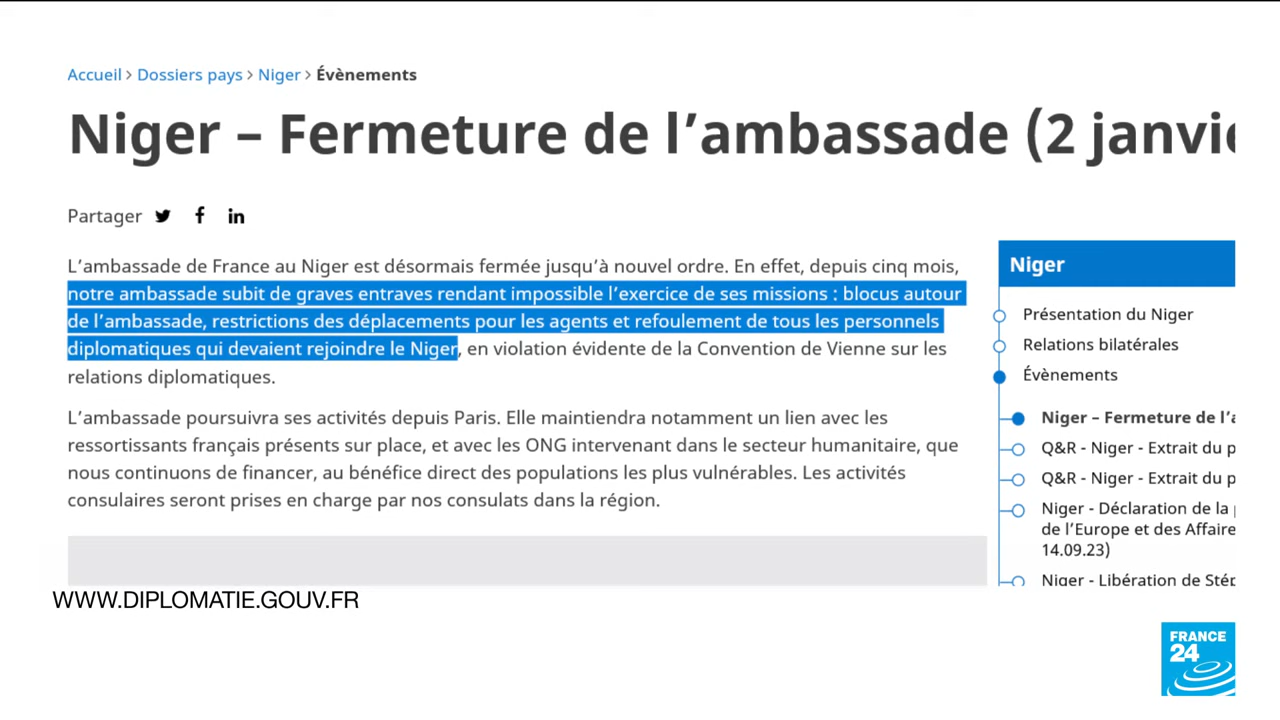 Accueil > Dossiers pays > Niger > Évènements
Niger – Fermeture de l’ambassade (2 janvie
Partager
L’ambassade de France au Niger est désormais fermée jusqu’à nouvel ordre. En effet, depuis cinq mois,
notre ambassade subit de graves entraves rendant impossible l’exercice de ses missions : blocus autour
de l’ambassade, restrictions des déplacements pour les agents et refoulement de tous les personnels
diplomatiques qui devaient rejoindre le Niger, en violation évidente de la Convention de Vienne sur les
relations diplomatiques.
L’ambassade poursuivra ses activités depuis Paris. Elle maintiendra notamment un lien avec les
ressortissants français présents sur place, et avec les ONG intervenant dans le secteur humanitaire, que
nous continuons de financer, au bénéfice direct des populations les plus vulnérables. Les activités
consulaires seront prises en charge par nos consulats dans la région.
Niger
Présentation du Niger
Relations bilatérales
Évènements
Niger – Fermeture de l’a
Q&R - Niger - Extrait du p
Q&R - Niger - Extrait du p
Niger - Déclaration de la p
de l’Europe et des Affaire
14.09.23)
Niger - Libération de Stép
WWW.DIPLOMATIE.GOUV.FR
FRANCE
24